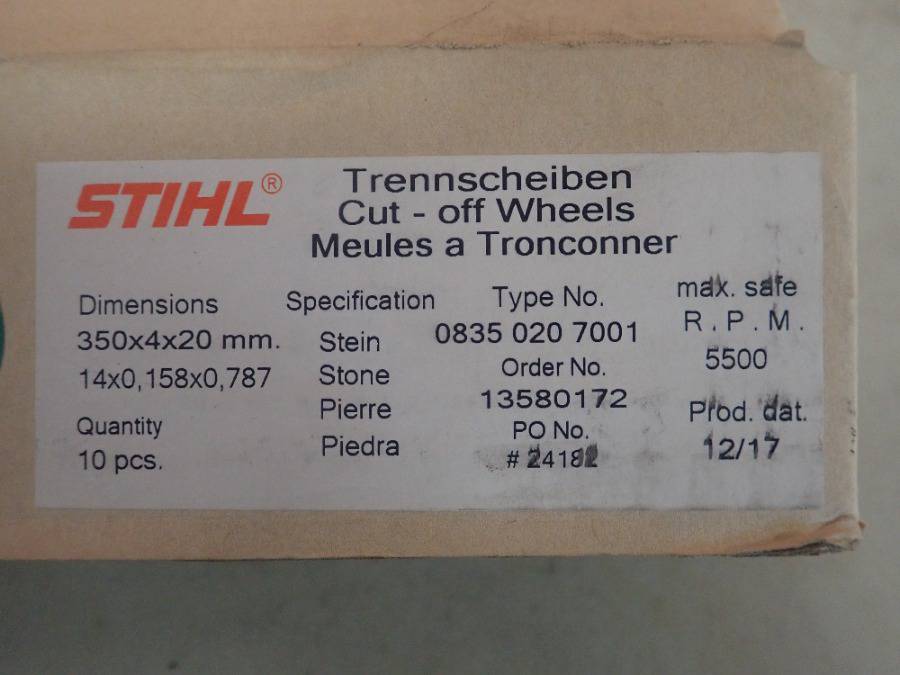 STIHL®
Trennscheiben
Cut - off Wheels
Meules a Tronconner
Dimensions
350x4x20 mm.
14x0,158x0,787
Quantity
10 pcs.
Specification
Stein
Stone
Pierre
Piedra
Type No.
0835 020 7001
Order No.
13580172
PO No.
# 24182
max. safe
R.P.M.
5500
Prod. dat.
12/17